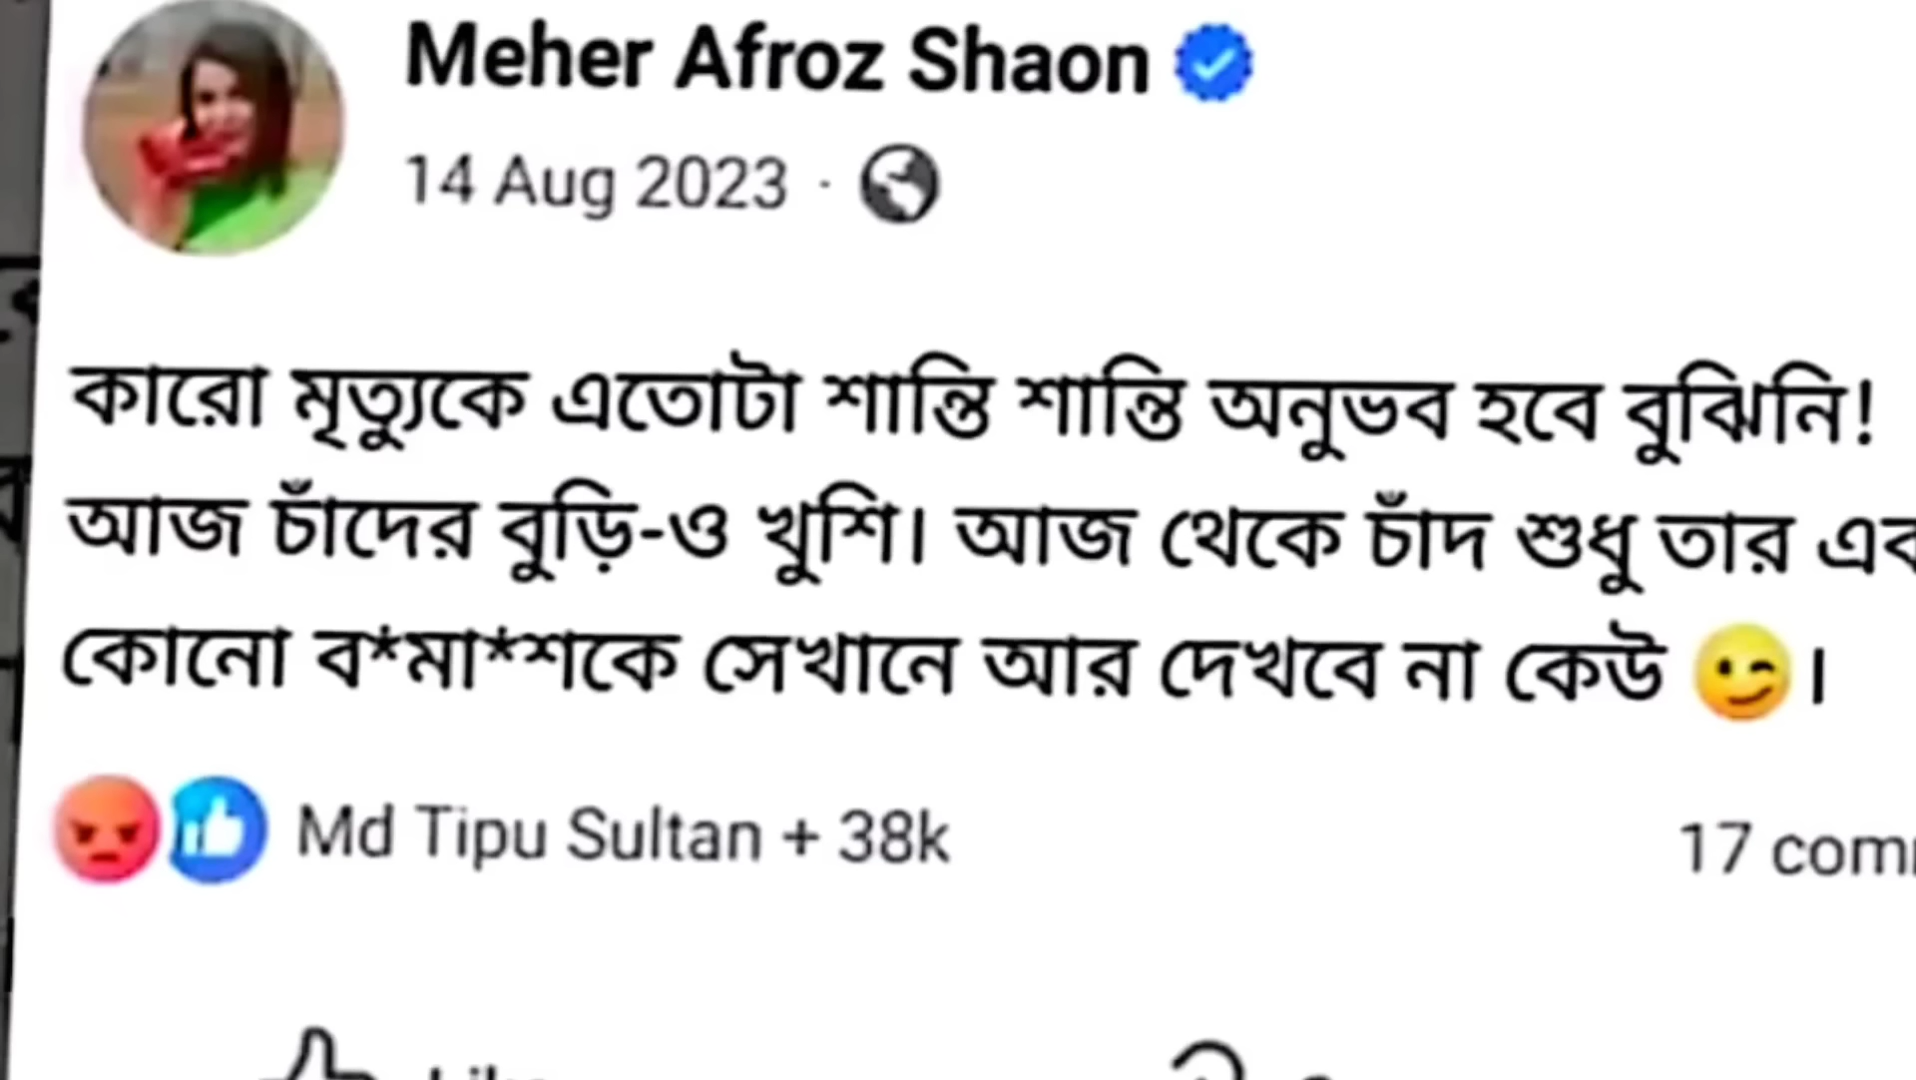 Meher Afroz Shaon
14 Aug 2023 ·
কারো মৃত্যুকে এতোটা শান্তি শান্তি অনুভব হবে বুঝিনি!
আজ চাঁদের বুড়ি-ও খুশি। আজ থেকে চাঁদ শুধু তার
কোনো ব*মা*শকে সেখানে আর দেখবে না কেউ 😉।
Md Tipu Sultan + 38k
17